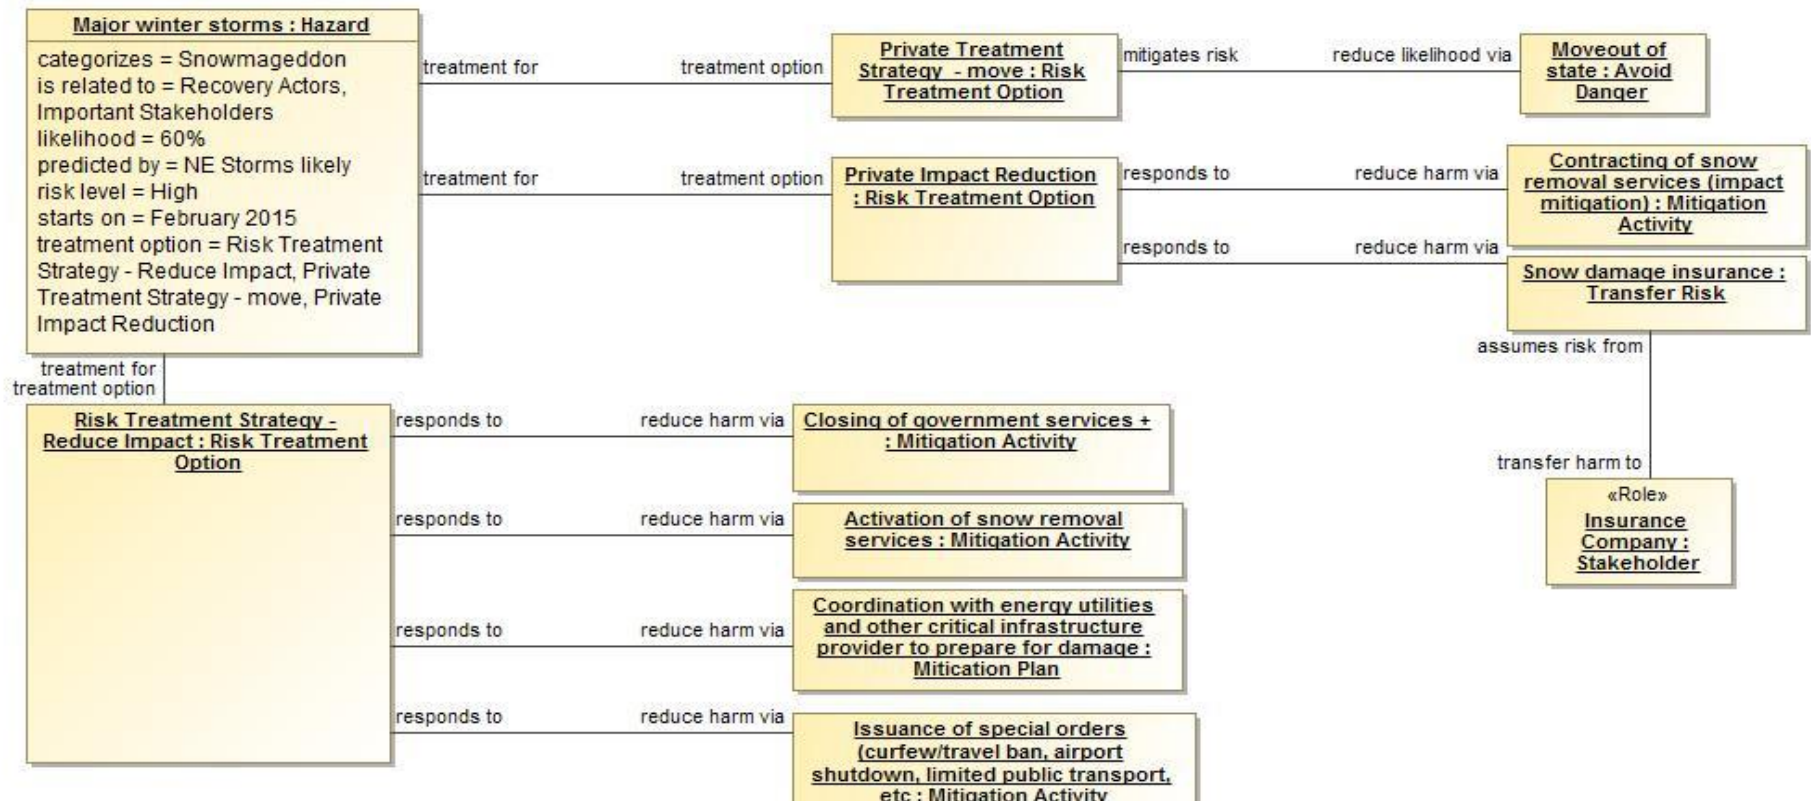 Major winter storms : Hazard
categorizes = Snowmageddon
is related to = Recovery Actors,
Important Stakeholders
likelihood = 60%
predicted by = NE Storms likely
risk level = High
starts on = February 2015
treatment option = Risk Treatment
Strategy - Reduce Impact, Private
Treatment Strategy - move, Private
Impact Reduction
treatment for
treatment option
Private Treatment
Strategy - move : Risk
Treatment Option
mitigates risk
reduce likelihood via
Moveout of
state : Avoid
Danger
treatment for
treatment option
Private Impact Reduction
: Risk Treatment Option
responds to
reduce harm via
Contracting of snow
removal services (impact
mitigation) : Mitigation
Activity
responds to
reduce harm via
Snow damage insurance :
Transfer Risk
assumes risk from
transfer harm to
«Role»
Insurance
Company :
Stakeholder
treatment for
treatment option
Risk Treatment Strategy -
Reduce Impact : Risk Treatment
Option
responds to
reduce harm via
Closing of government services +
: Mitigation Activity
responds to
reduce harm via
Activation of snow removal
services : Mitigation Activity
responds to
reduce harm via
Coordination with energy utilities
and other critical infrastructure
provider to prepare for damage :
Mitication Plan
responds to
reduce harm via
Issuance of special orders
(curfew/travel ban, airport
shutdown, limited public transport,
etc : Mitigation Activity